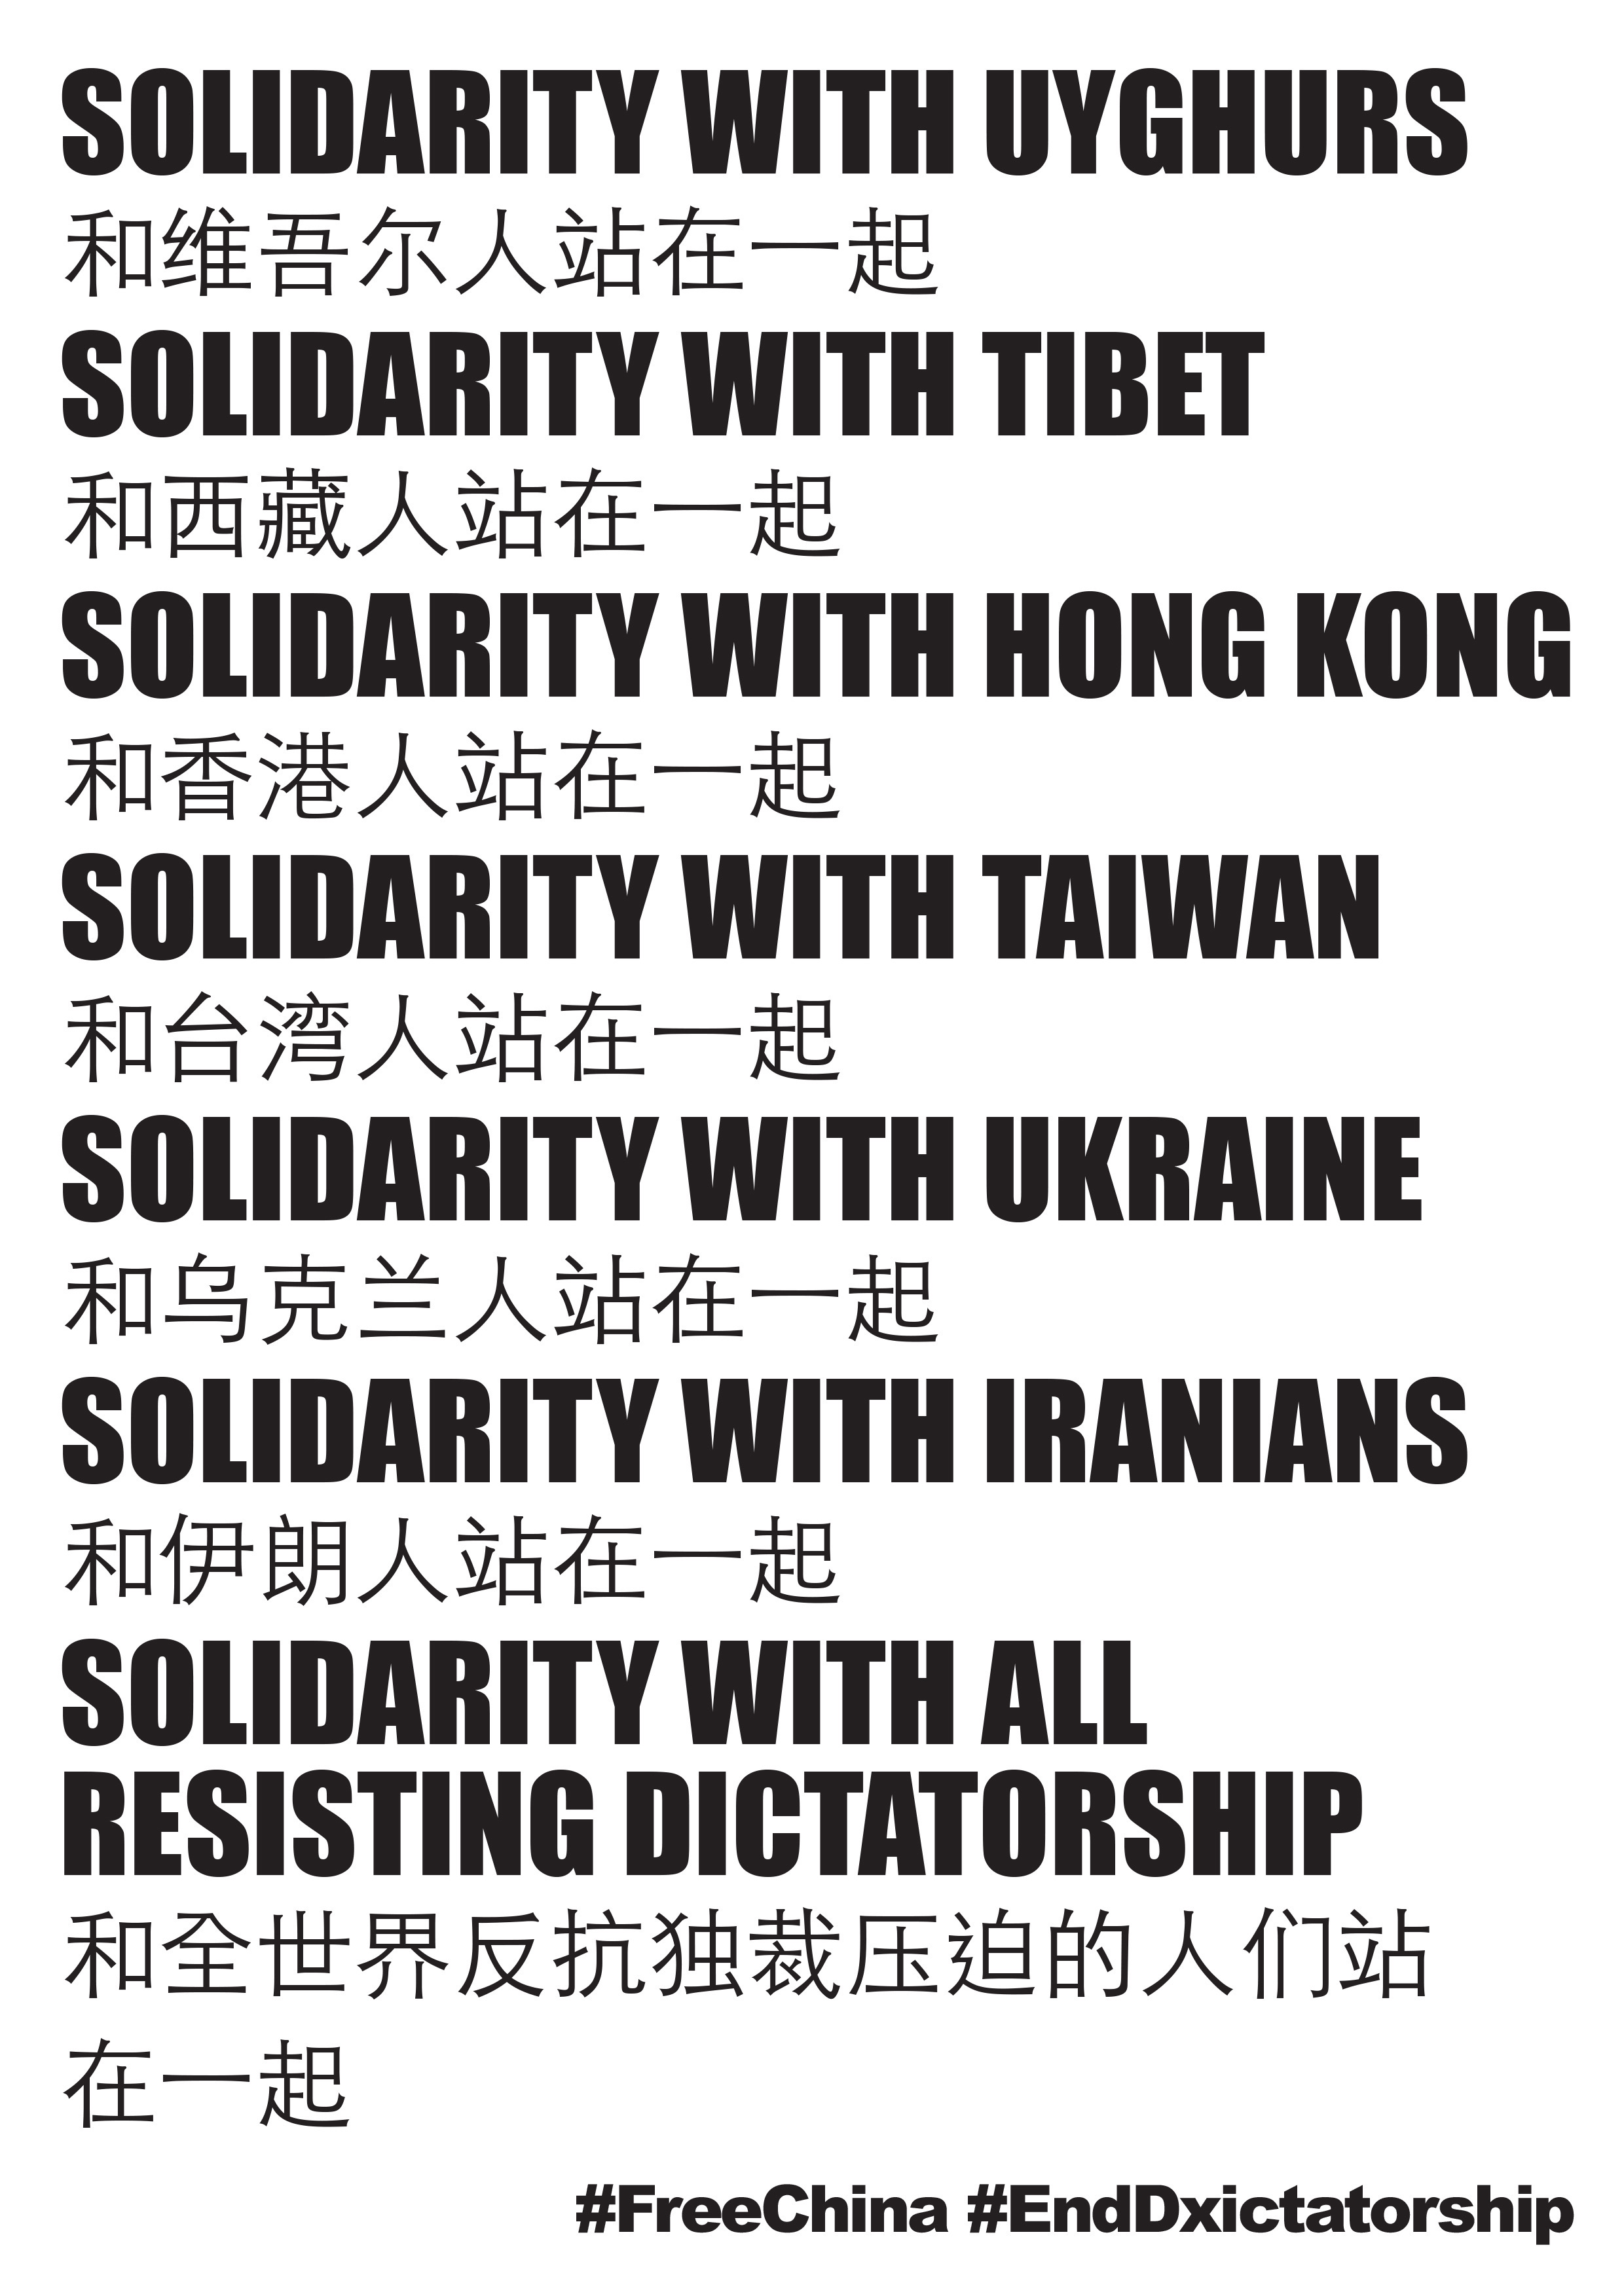 SOLIDARITY WITH UYGHURS
和维吾尔人站在一起
SOLIDARITY WITH TIBET
和西藏人站在一起
SOLIDARITY WITH HONG KONG
和香港人站在一起
SOLIDARITY WITH TAIWAN
和台湾人站在一起
SOLIDARITY WITH UKRAINE
和乌克兰人站在一起
SOLIDARITY WITH IRANIANS
和伊朗人站在一起
SOLIDARITY WITH ALL
RESISTING DICTATORSHIP
和全世界反抗独裁压迫的人们站
在一起
#FreeChina #EndDxictatorship